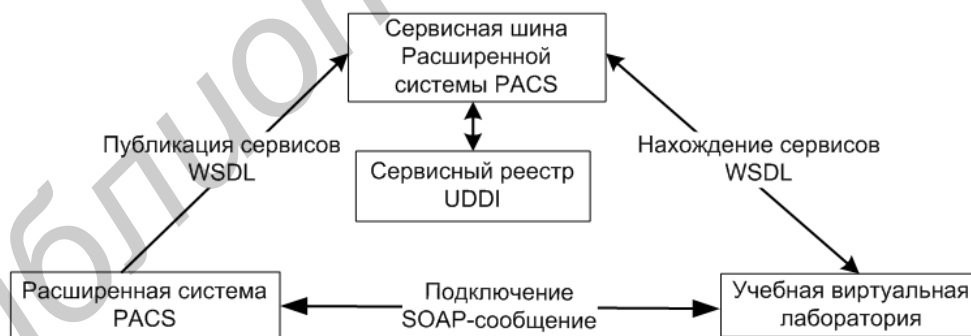 Сервисная шина
Расширенной
системы PACS
Публикация сервисов
WSDL
Нахождение сервисов
WSDL
Сервисный реестр
UDDI
Расширенная система
PACS
Подключение
SOAP-сообщение
Учебная виртуальная
лаборатория